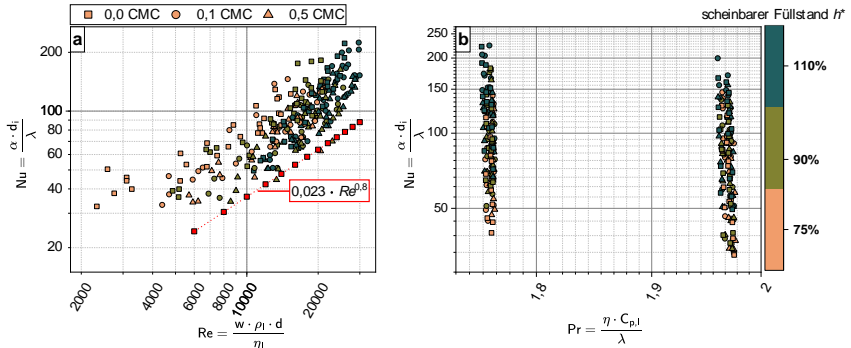 0,0 CMC 0,1 CMC 0,5 CMC
scheinbarer Füllstand h*
a
200
100
80
60
40
20
Nu = α · dᵢ / λ
0,023 · Re^0,8
2000 4000 6000 8000 10000 20000
Re = w · ρₗ · d / ηₗ
b
250
200
150
100
50
Nu = α · dᵢ / λ
1,8 1,9 2
Pr = η · Cₚ,ₗ / λ
110%
90%
75%